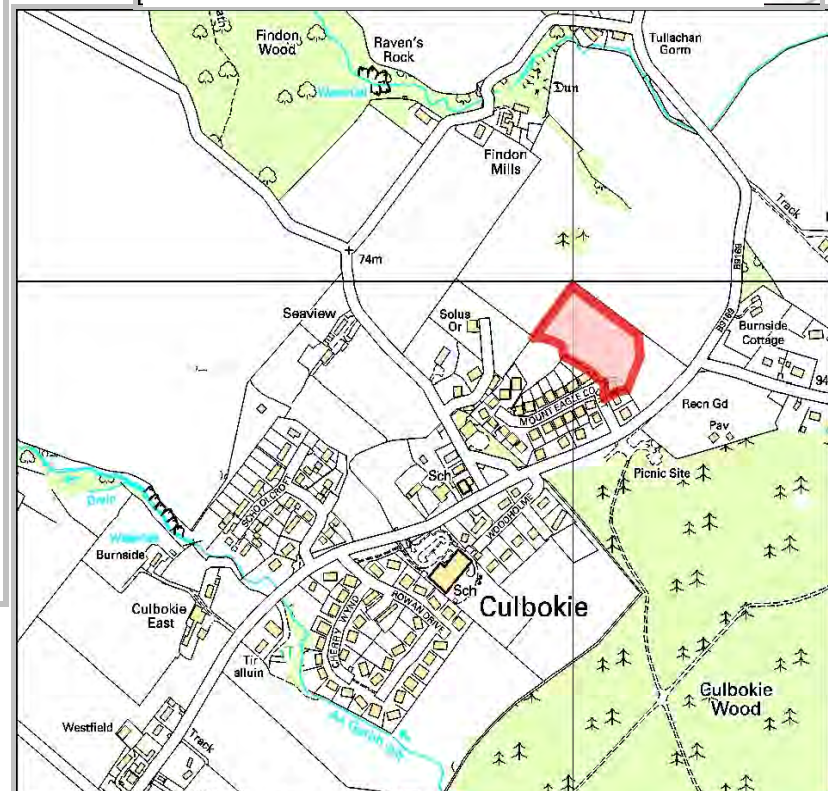 Findon
Wood
Raven's
Rock
Waterfall
Tullachan
Gorm
Dun
Findon
Mills
Track
74m
B9169
B9169
Seaview
Solus
Or
Burnside
Cottage
94
MOUNT EAGLE
Recn Gd
Pav
Sch
Picnic Site
SCHOOLCROFT
Drain
Waterfall
Burnside
WOODHOLME
Sch
Culbokie
Culbokie
East
CHERRY WYND
ROWAN DRIVE
Tir
alluin
Culbokie
Wood
Westfield
Track